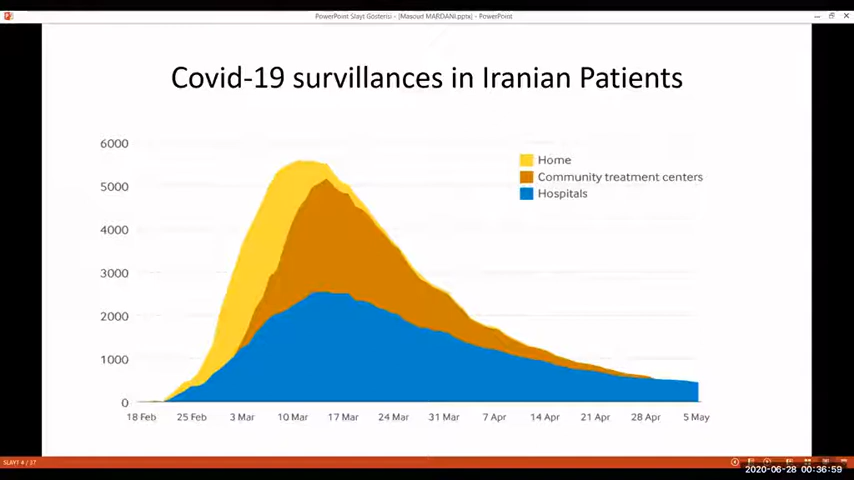 PowerPoint Slayt Gösterisi - [Masoud MARDANI.pptx] - PowerPoint
Covid-19 survillances in Iranian Patients
6000
5000
4000
3000
2000
1000
0
Home
Community treatment centers
Hospitals
18 Feb 25 Feb 3 Mar 10 Mar 17 Mar 24 Mar 31 Mar 7 Apr 14 Apr 21 Apr 28 Apr 5 May
SLAYT 4 / 37
2020-06-28 00:36:59